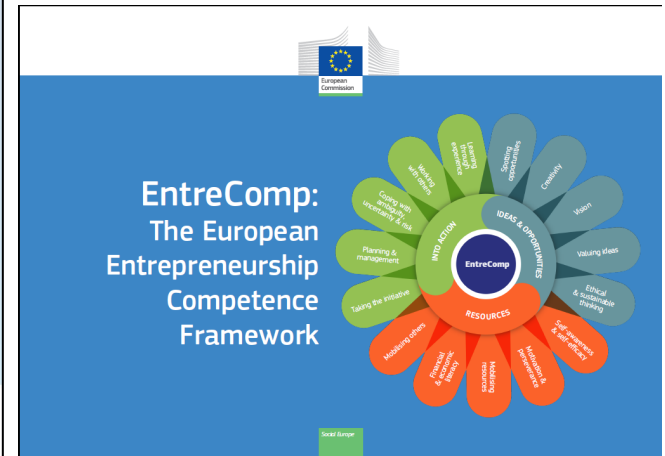 European
Commission
EntreComp:
The European
Entrepreneurship
Competence
Framework
Learning
through
experience
Spotting
opportunities
Creativity
Vision
Valuing ideas
Ethical
& sustainable
thinking
Self-awareness
& self-efficacy
Motivation &
perseverance
Mobilising
resources
Financial
& economic
literacy
Mobilising others
Taking the initiative
Planning &
management
Coping with
ambiguity,
uncertainty & risk
Working
with others
INTO ACTION
IDEAS & OPPORTUNITIES
RESOURCES
EntreComp
Social Europe